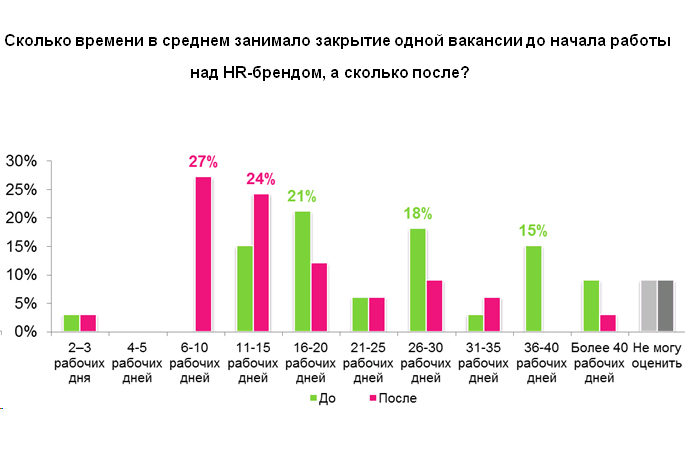 Сколько времени в среднем занимало закрытие одной вакансии до начала работы
над HR-брендом, а сколько после?
30%
25%
20%
15%
10%
5%
0%
27%
24%
21%
18%
15%
2–3 рабочих дня
4-5 рабочих дней
6-10 рабочих дней
11-15 рабочих дней
16-20 рабочих дней
21-25 рабочих дней
26-30 рабочих дней
31-35 рабочих дней
36-40 рабочих дней
Более 40 рабочих дней
Не могу оценить
До
После